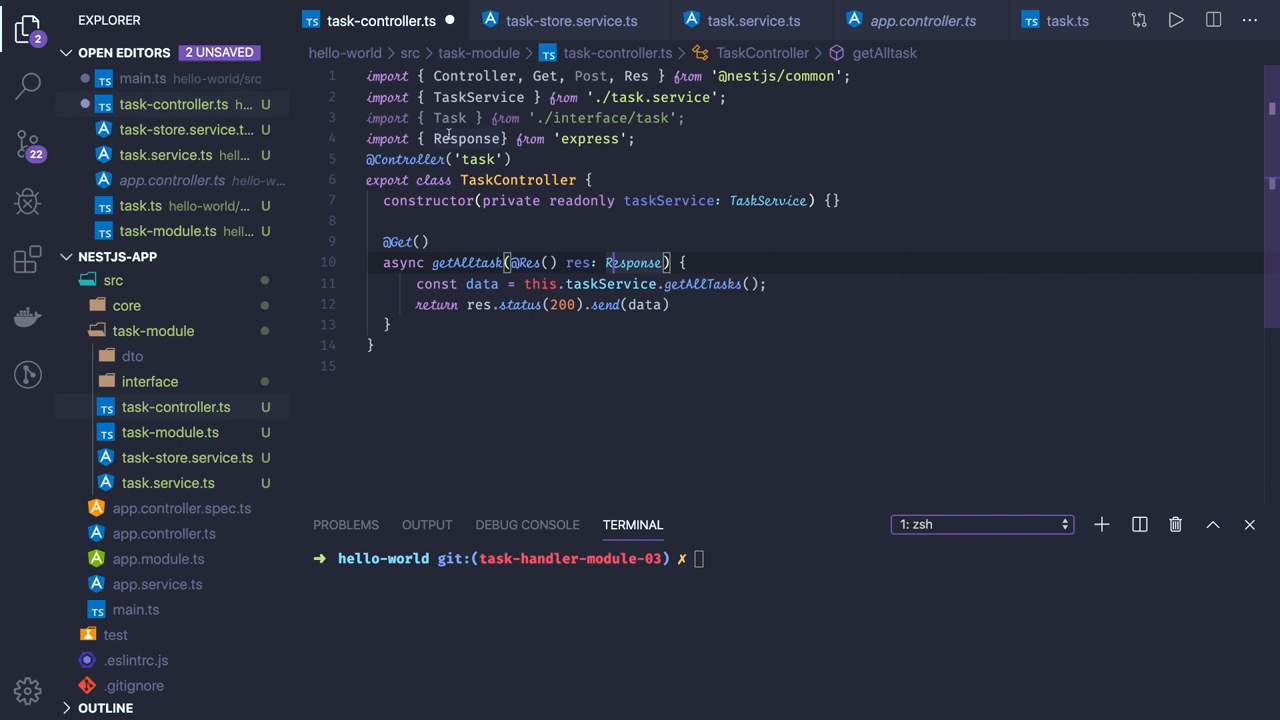 EXPLORER
2
OPEN EDITORS 2 UNSAVED
main.ts hello-world/src
task-controller.ts h... U
task-store.service.t... U
task.service.ts hell... U
app.controller.ts hello-w...
task.ts hello-world/... U
task-module.ts hell... U
22
NESTJS-APP
src
core
task-module
dto
interface
task-controller.ts U
task-module.ts U
task-store.service.ts U
task.service.ts U
app.controller.spec.ts
app.controller.ts
app.module.ts
app.service.ts
main.ts
test
.eslintrc.js
.gitignore
OUTLINE
TS task-controller.ts task-store.service.ts task.service.ts app.controller.ts TS task.ts
hello-world > src > task-module > TS task-controller.ts > TaskController > getAlltask
1 import { Controller, Get, Post, Res } from '@nestjs/common';
2 import { TaskService } from './task.service';
3 import { Task } from './interface/task';
4 import { Response} from 'express';
5 @Controller('task')
6 export class TaskController {
7 constructor(private readonly taskService: TaskService) {}
8
9 @Get()
10 async getAlltask(@Res() res: Response) {
11 const data = this.taskService.getAllTasks();
12 return res.status(200).send(data)
13 }
14 }
15
PROBLEMS OUTPUT DEBUG CONSOLE TERMINAL 1: zsh
➜ hello-world git:(task-handler-module-03) ✗